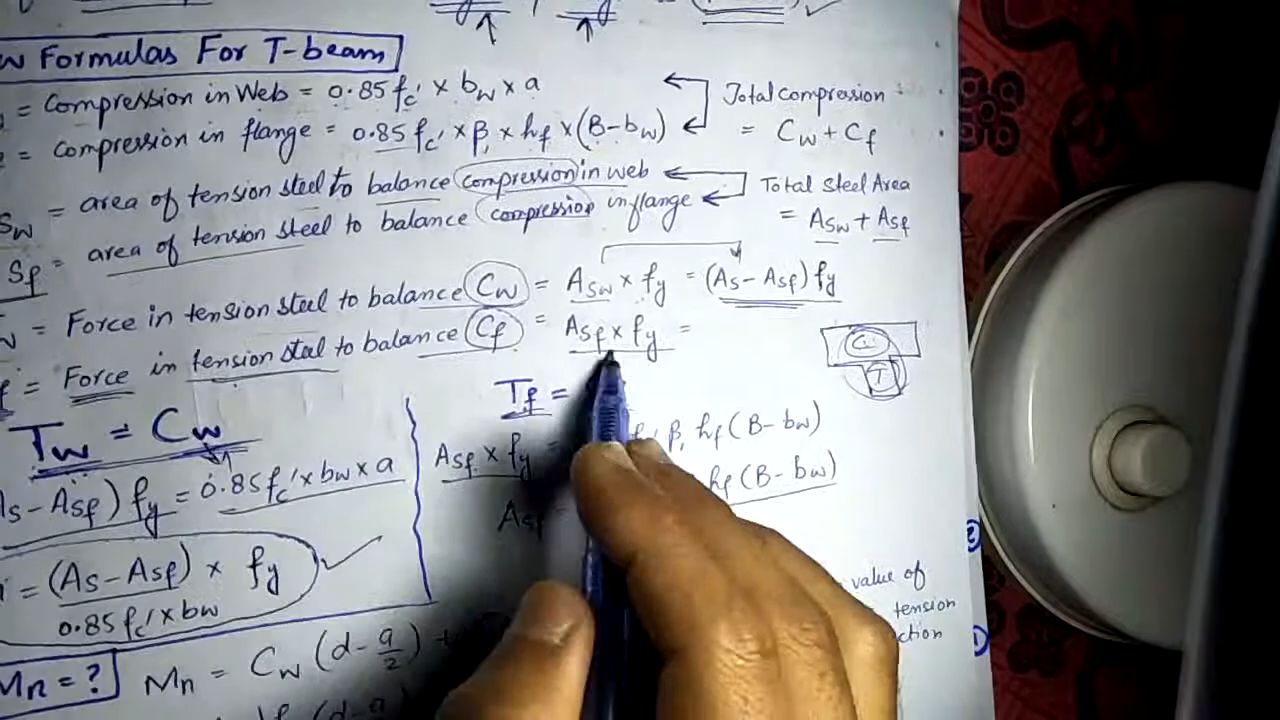 w Formulas For T-beam
= Compression in Web = 0.85 fc' × bw × a
= Compression in flange = 0.85 fc' × β₁ × hf × (B-bw)
Total compression
= Cw + Cf
Sw = area of tension steel to balance compression in web
Sf = area of tension steel to balance compression in flange
Total Steel Area
= Asw + Asf
= Force in tension steel to balance Cw = Asw × fy = (As - Asf) fy
f = Force in tension steal to balance Cf = Asf × fy =
Tw = Cw
s - Asf) fy = 0.85 fc' × bw × a
= (As - Asf) × fy
0.85 fc' × bw
Tf =
Asf × fy = β₁ hf (B - bw)
hf (B - bw)
Asf
T
value of
tension
ction
Mn = ? Mn = Cw (d - a/2) +
(d - a